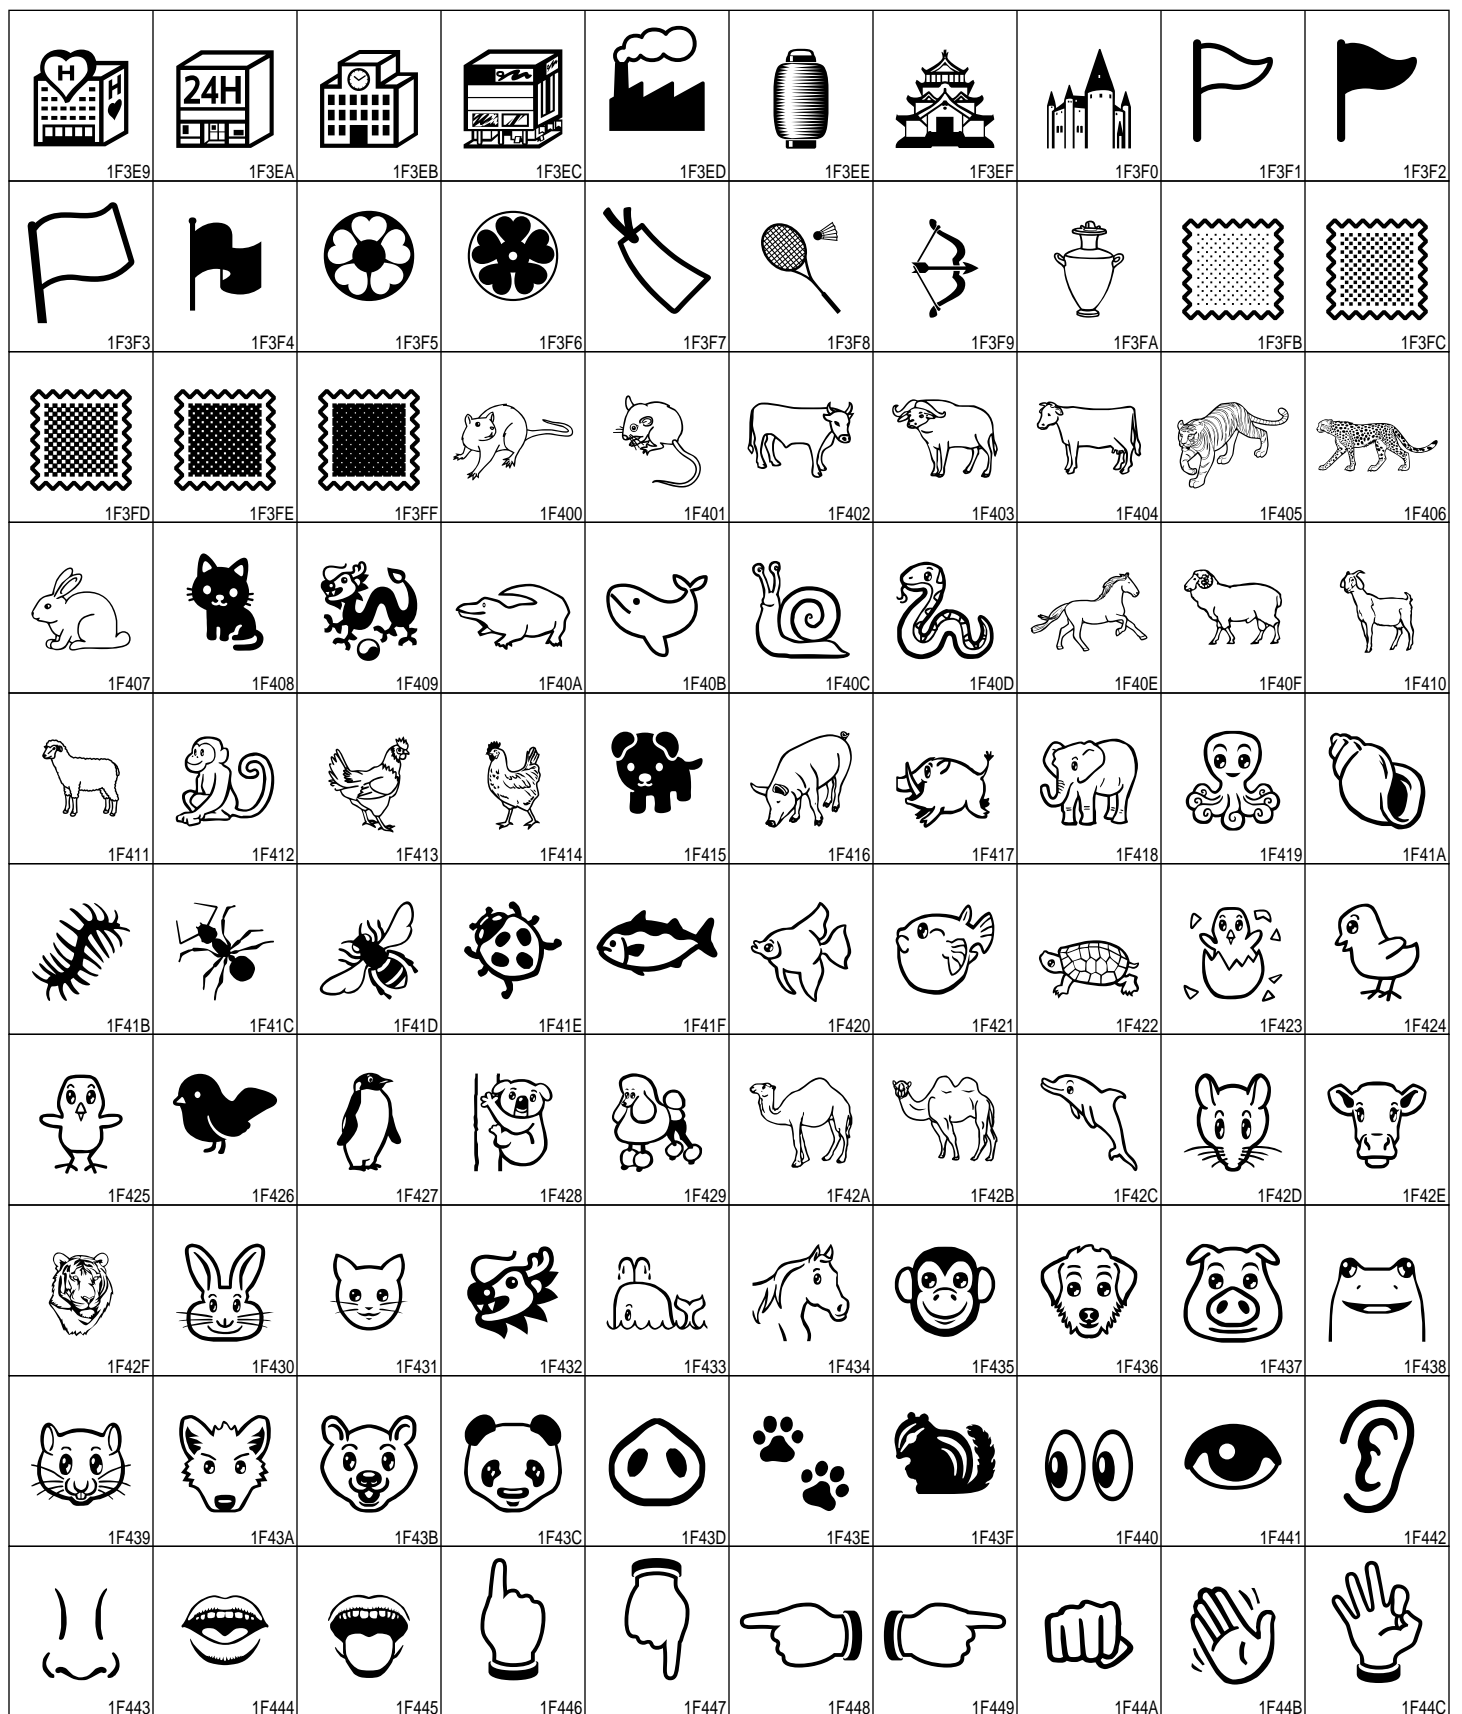 H H
24H
1F3E9 1F3EA 1F3EB 1F3EC 1F3ED 1F3EE 1F3EF 1F3F0 1F3F1 1F3F2
1F3F3 1F3F4 1F3F5 1F3F6 1F3F7 1F3F8 1F3F9 1F3FA 1F3FB 1F3FC
1F3FD 1F3FE 1F3FF 1F400 1F401 1F402 1F403 1F404 1F405 1F406
1F407 1F408 1F409 1F40A 1F40B 1F40C 1F40D 1F40E 1F40F 1F410
1F411 1F412 1F413 1F414 1F415 1F416 1F417 1F418 1F419 1F41A
1F41B 1F41C 1F41D 1F41E 1F41F 1F420 1F421 1F422 1F423 1F424
1F425 1F426 1F427 1F428 1F429 1F42A 1F42B 1F42C 1F42D 1F42E
1F42F 1F430 1F431 1F432 1F433 1F434 1F435 1F436 1F437 1F438
1F439 1F43A 1F43B 1F43C 1F43D 1F43E 1F43F 1F440 1F441 1F442
1F443 1F444 1F445 1F446 1F447 1F448 1F449 1F44A 1F44B 1F44C